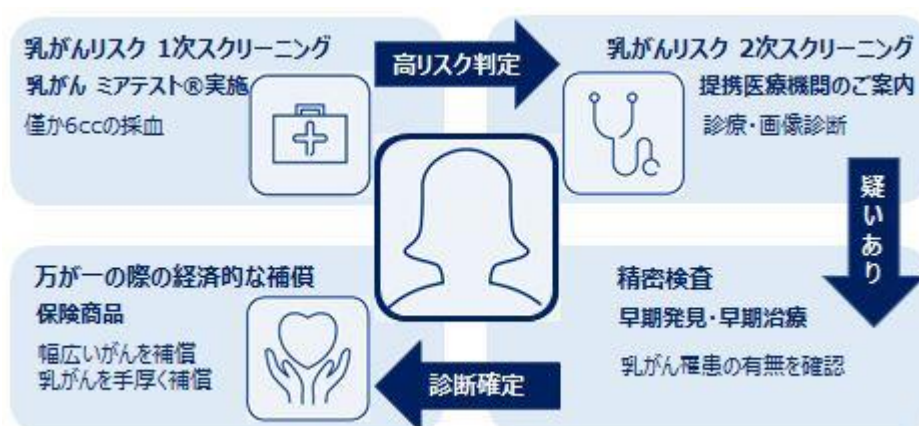 乳がんリスク 1次スクリーニング
乳がん ミアテスト®実施
僅か6ccの採血
高リスク判定
乳がんリスク 2次スクリーニング
提携医療機関のご案内
診療・画像診断
疑いあり
精密検査
早期発見・早期治療
乳がん罹患の有無を確認
診断確定
万が一の際の経済的な補償
保険商品
幅広いがんを補償
乳がんを手厚く補償